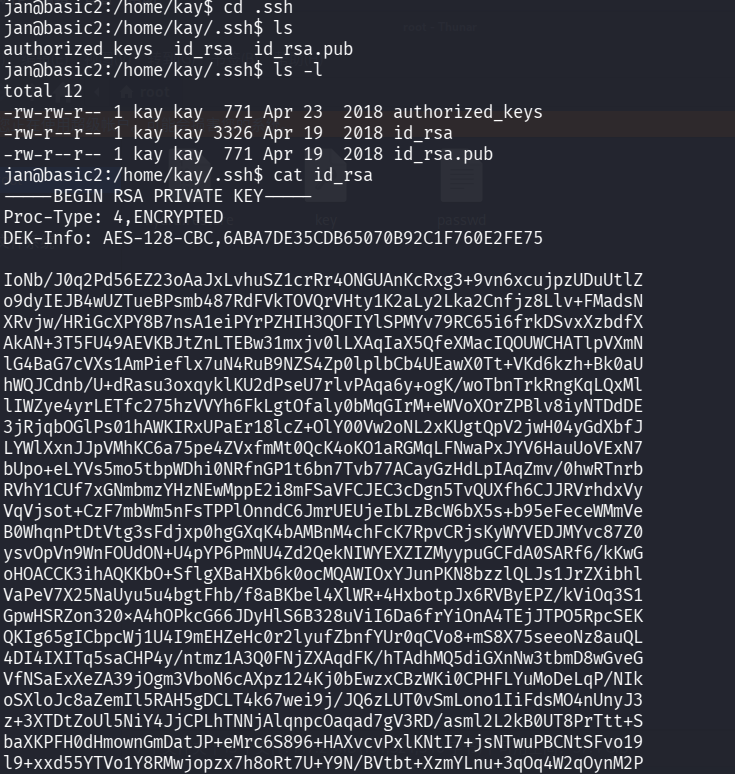 jan@basic2:/home/kay$ cd .ssh
jan@basic2:/home/kay/.ssh$ ls
authorized_keys  id_rsa  id_rsa.pub
jan@basic2:/home/kay/.ssh$ ls -l
total 12
-rw-rw-r-- 1 kay kay  771 Apr 23  2018 authorized_keys
-rw-r--r-- 1 kay kay 3326 Apr 19  2018 id_rsa
-rw-r--r-- 1 kay kay  771 Apr 19  2018 id_rsa.pub
jan@basic2:/home/kay/.ssh$ cat id_rsa
-----BEGIN RSA PRIVATE KEY-----
Proc-Type: 4,ENCRYPTED
DEK-Info: AES-128-CBC,6ABA7DE35CDB65070B92C1F760E2FE75
IoNb/J0q2Pd56EZ23oAaJxLvhuSZ1crRr4ONGUAnKcRxg3+9vn6xcujpzUDuUtlZ
o9dyIEJB4wUZTueBPsmb487RdFVkTOVQrVHty1K2aLy2Lka2Cnfjz8Llv+FMadsN
XRvjw/HRiGcXPY8B7nsA1eiPYrPZHIH3QOFIYlSPMYv79RC65i6frkDSvxXzbdfX
AkAN+3T5FU49AEVKBJtZnLTEBw31mxjv0lLXAqIaX5QfeXMacIQOUWCHATlpVXmN
lG4BaG7cVXs1AmPieflx7uN4RuB9NZS4Zp0lplbCb4UEawX0Tt+VKd6kzh+Bk0aU
hWQJCdnb/U+dRasu3oxqyklKU2dPseU7rlvPAqa6y+ogK/woTbnTrkRngKqLQxMl
lIWZye4yrLETfc275hzVVYh6FkLgtOfaly0bMqGIrM+eWVoXOrZPBlv8iyNTDdDE
3jRjqbOGlPs01hAWKIRxUPaEr18lcZ+OlY00Vw2oNL2xKUgtQpV2jwH04yGdXbfJ
LYWlXxnJJpVMhKC6a75pe4ZVxfmMt0QcK4oKO1aRGMqLFNwaPxJYV6HauUoVExN7
bUpo+eLYVs5mo5tbpWDhi0NRfnGP1t6bn7Tvb77ACayGzHdLpIAqZmv/0hwRTnrb
RVhY1CUf7xGNmbmzYHzNEwMppE2i8mFSaVFCJEC3cDgn5TvQUXfh6CJJRVrhdxVy
VqVjsot+CzF7mbWm5nFsTPPlOnndC6JmrUEUjeIbLzBcW6bX5s+b95eFeceWMmVe
B0WhqnPtDtVtg3sFdjxp0hgGXqK4bAMBnM4chFcK7RpvCRjsKyWYVEDJMYvc87Z0
ysvOpVn9WnFOUdON+U4pYP6PmNU4Zd2QekNIWYEXZIZMyypuGCFdA0SARf6/kKwG
oHOACCK3ihAQKKbO+SflgXBaHXb6k0ocMQAWIOxYJunPKN8bzzlQLJs1JrZXibhl
VaPeV7X25NaUyu5u4bgtFhb/f8aBKbel4XlWR+4HxbotpJx6RVByEPZ/kViOq3S1
GpwHSRZon320×A4hOPkcG66JDyHlS6B328uViI6Da6frYiOnA4TEjJTPO5RpcSEK
QKIg65gICbpcWj1U4I9mEHZeHc0r2lyufZbnfYUr0qCVo8+mS8X75seeoNz8auQL
4DI4IXITq5saCHP4y/ntmz1A3Q0FNjZXAqdFK/hTAdhMQ5diGXnNw3tbmD8wGveG
VfNSaExXeZA39jOgm3VboN6cAXpz124Kj0bEwzxCBzWKi0CPHFLYuMoDeLqP/NIk
oSXloJc8aZemIl5RAH5gDCLT4k67wei9j/JQ6zLUT0vSmLono1IiFdsMO4nUnyJ3
z+3XTDtZoUl5NiY4JjCPLhTNNjAlqnpcOaqad7gV3RD/asml2L2kB0UT8PrTtt+S
baXKPFH0dHmownGmDatJP+eMrc6S896+HAXvcvPxlKNtI7+jsNTwuPBCNtSFvo19
l9+xxd55YTVo1Y8RMwjopzx7h8oRt7U+Y9N/BVtbt+XzmYLnu+3qOq4W2qOynM2P